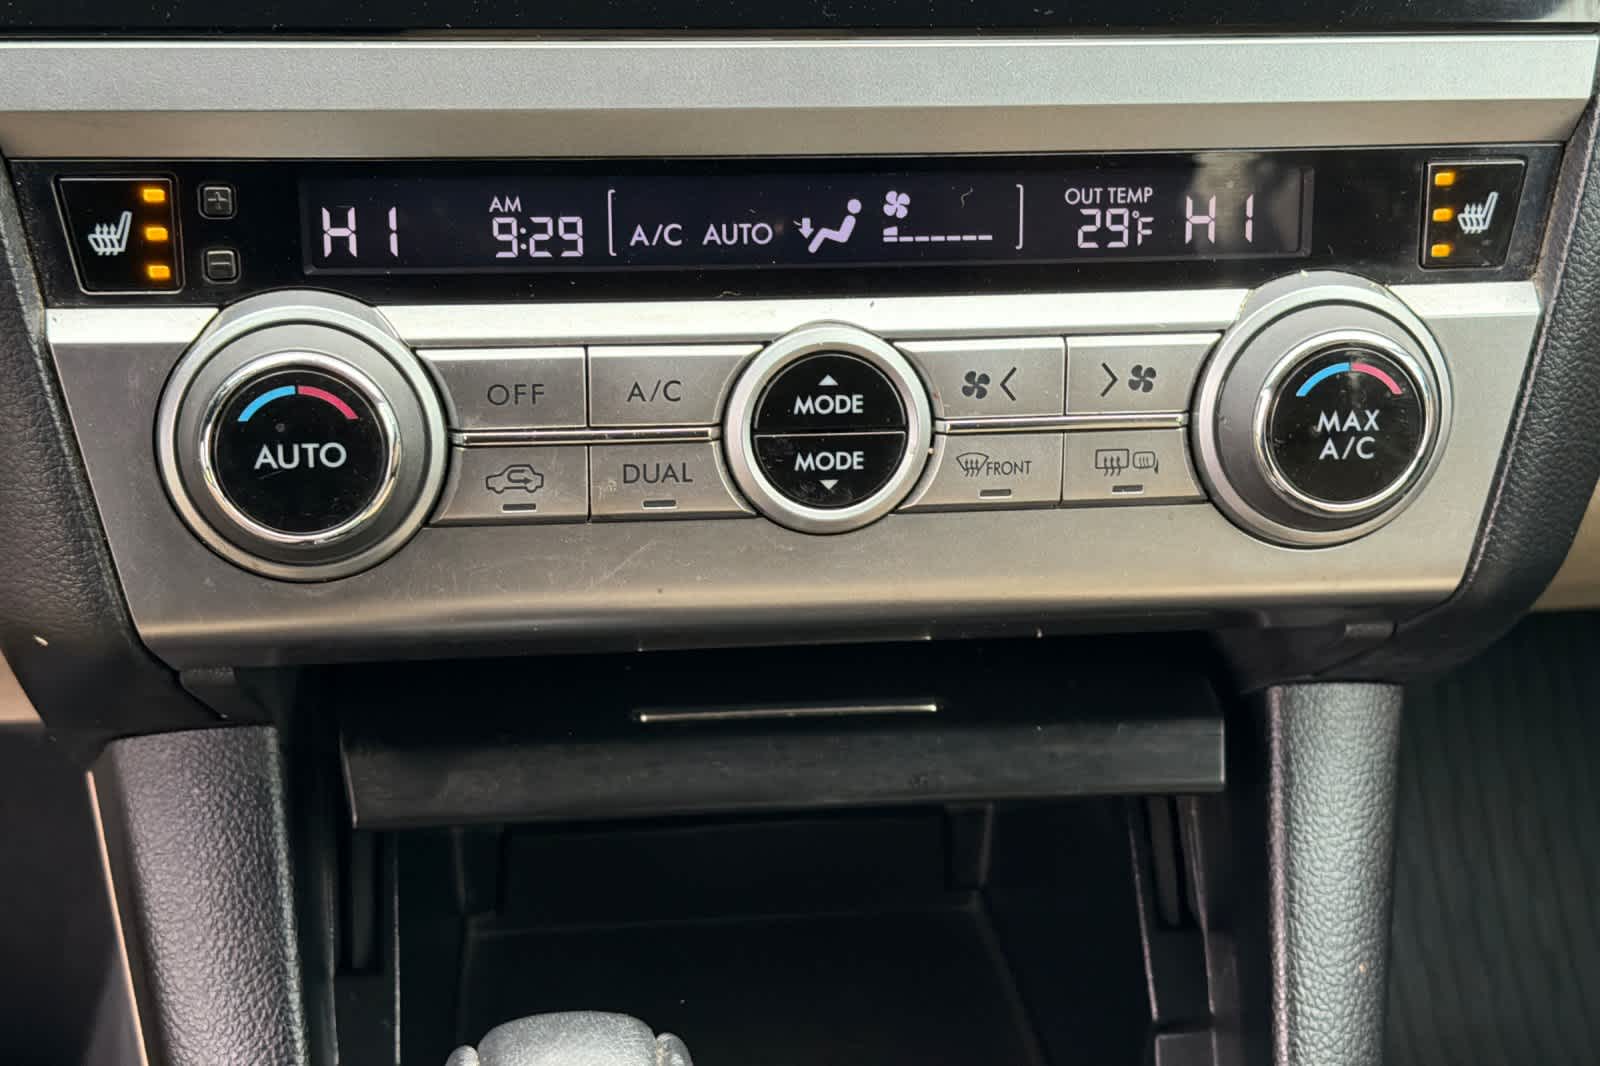 HI
AM
9:29
A/C AUTO
OUT TEMP
29°F
HI
AUTO
OFF
A/C
MODE
MODE
DUAL
FRONT
MAX
A/C